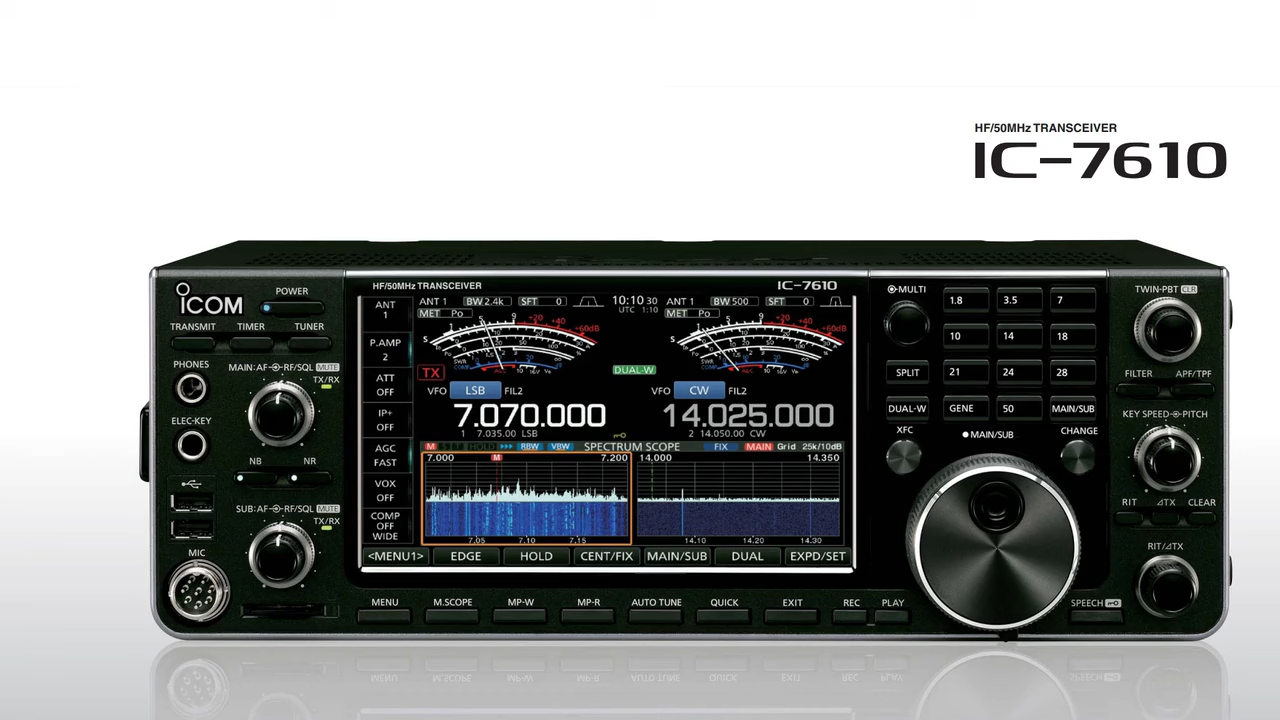 HF/50MHz TRANSCEIVER
IC-7610
ICOM
POWER
TRANSMIT TIMER TUNER
PHONES
MAIN:AF RF/SQL MUTE
TX/RX
ELEC-KEY
NB NR
SUB:AF RF/SQL MUTE
TX/RX
MIC
HF/50MHz TRANSCEIVER IC-7610
ANT 1
P.AMP 2
ATT OFF
IP+ OFF
AGC FAST
VOX OFF
COMP OFF WIDE
ANT 1 BW 2.4k SFT 0
MET Po
10:10 30
UTC 1:10
ANT 1 BW 500 SFT 0
MET Po
TX
DUAL-W
VFO LSB FIL2
VFO CW FIL2
7.070.000
14.025.000
1 7.035.00 LSB
2 14.050.00 CW
RBW VBW SPECTRUM SCOPE FIX MAIN Grid 25k/10dB
7.000 M 7.200 14.000 14.350
7.05 7.10 7.15 14.10 14.20 14.30
<MENU1> EDGE HOLD CENT/FIX MAIN/SUB DUAL EXPD/SET
MENU M.SCOPE MP-W MP-R AUTO TUNE QUICK EXIT REC PLAY
MULTI
1.8 3.5 7
10 14 18
SPLIT 21 24 28
DUAL-W GENE 50 MAIN/SUB
XFC MAIN/SUB CHANGE
SPEECH
TWIN-PBT CLR
FILTER APF/TPF
KEY SPEED PITCH
RIT ⊿TX CLEAR
RIT/⊿TX